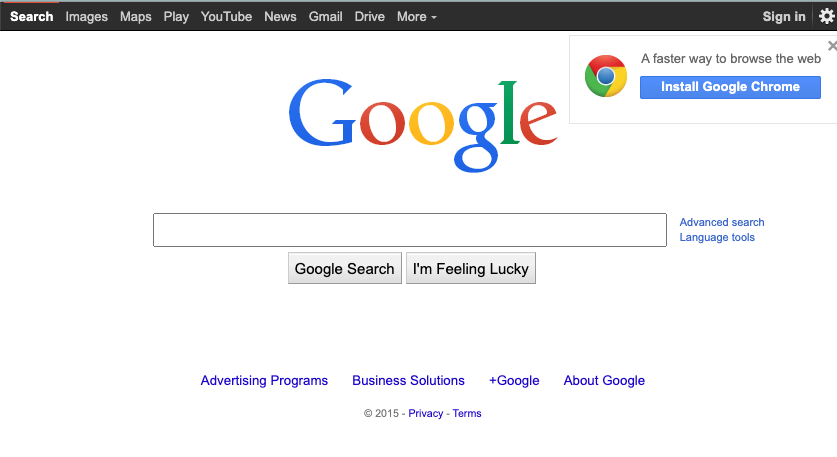 Search Images Maps Play YouTube News Gmail Drive More Sign in
A faster way to browse the web
Install Google Chrome
Google
Advanced search
Language tools
Google Search I'm Feeling Lucky
Advertising Programs Business Solutions +Google About Google
© 2015 - Privacy - Terms